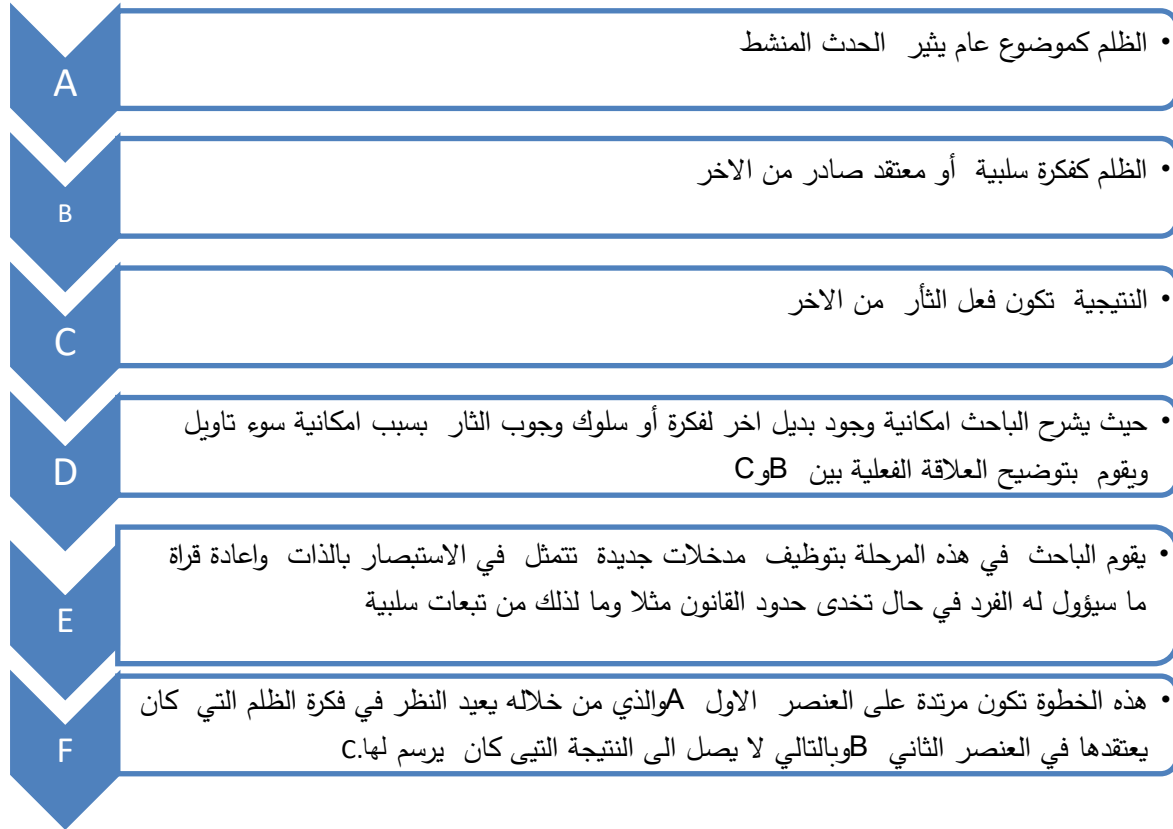 A
• الظلم كموضوع عام يثير الحدث المنشط
B
• الظلم كفكرة سلبية أو معتقد صادر من الاخر
C
• النتيجية تكون فعل الثأر من الاخر
D
• حيث يشرح الباحث امكانية وجود بديل اخر لفكرة أو سلوك وجوب الثار بسبب امكانية سوء تاويل
ويقوم بتوضيح العلاقة الفعلية بين B وC
E
• يقوم الباحث في هذه المرحلة بتوظيف مدخلات جديدة تتمثل في الاستبصار بالذات واعادة قراة
ما سيؤول له الفرد في حال تخدى حدود القانون مثلا وما لذلك من تبعات سلبية
F
• هذه الخطوة تكون مرتدة على العنصر الاول A والذي من خلاله يعيد النظر في فكرة الظلم التي كان
يعتقدها في العنصر الثاني B وبالتالي لا يصل الى النتيجة التيى كان يرسم لها C.